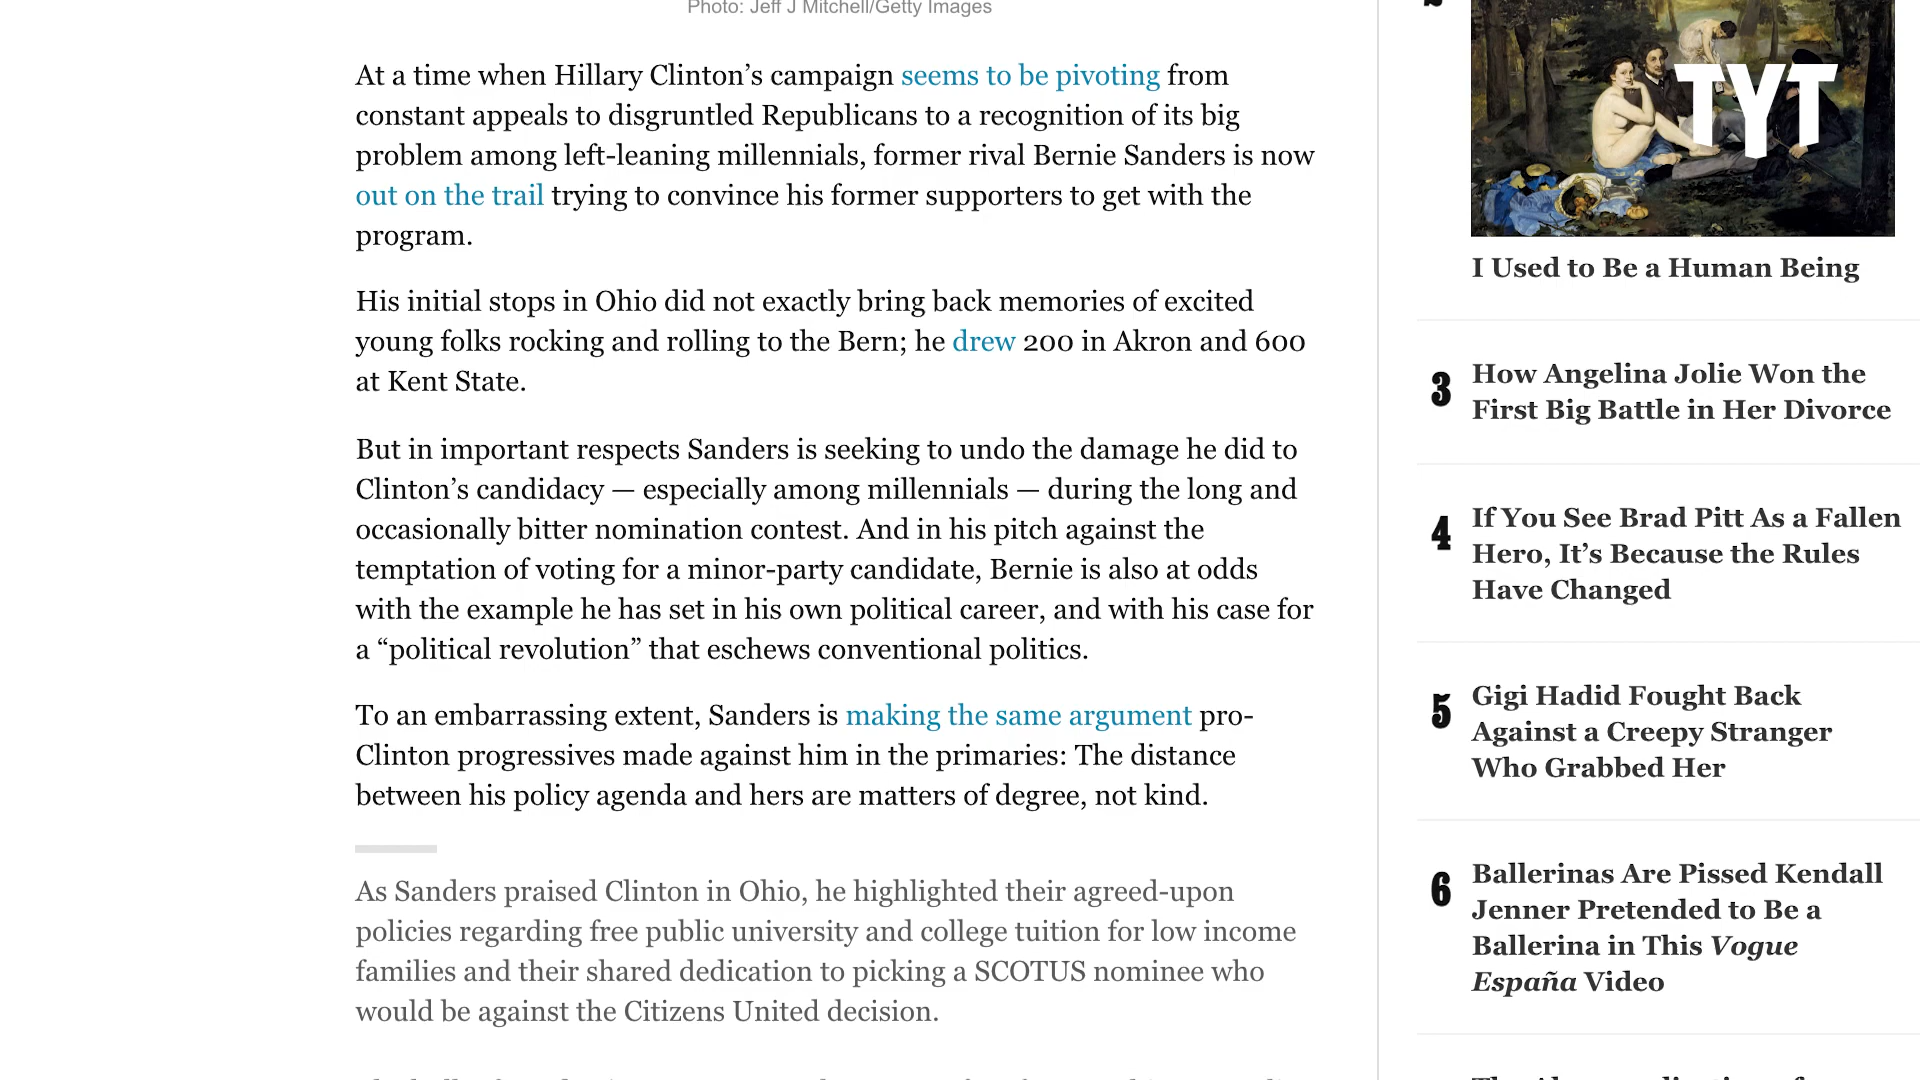 Photo: Jeff J Mitchell/Getty Images
At a time when Hillary Clinton’s campaign seems to be pivoting from
constant appeals to disgruntled Republicans to a recognition of its big
problem among left-leaning millennials, former rival Bernie Sanders is now
out on the trail trying to convince his former supporters to get with the
program.
His initial stops in Ohio did not exactly bring back memories of excited
young folks rocking and rolling to the Bern; he drew 200 in Akron and 600
at Kent State.
But in important respects Sanders is seeking to undo the damage he did to
Clinton’s candidacy — especially among millennials — during the long and
occasionally bitter nomination contest. And in his pitch against the
temptation of voting for a minor-party candidate, Bernie is also at odds
with the example he has set in his own political career, and with his case for
a “political revolution” that eschews conventional politics.
To an embarrassing extent, Sanders is making the same argument pro-
Clinton progressives made against him in the primaries: The distance
between his policy agenda and hers are matters of degree, not kind.
As Sanders praised Clinton in Ohio, he highlighted their agreed-upon
policies regarding free public university and college tuition for low income
families and their shared dedication to picking a SCOTUS nominee who
would be against the Citizens United decision.
TYT
I Used to Be a Human Being
3
How Angelina Jolie Won the
First Big Battle in Her Divorce
4
If You See Brad Pitt As a Fallen
Hero, It’s Because the Rules
Have Changed
5
Gigi Hadid Fought Back
Against a Creepy Stranger
Who Grabbed Her
6
Ballerinas Are Pissed Kendall
Jenner Pretended to Be a
Ballerina in This Vogue
España Video